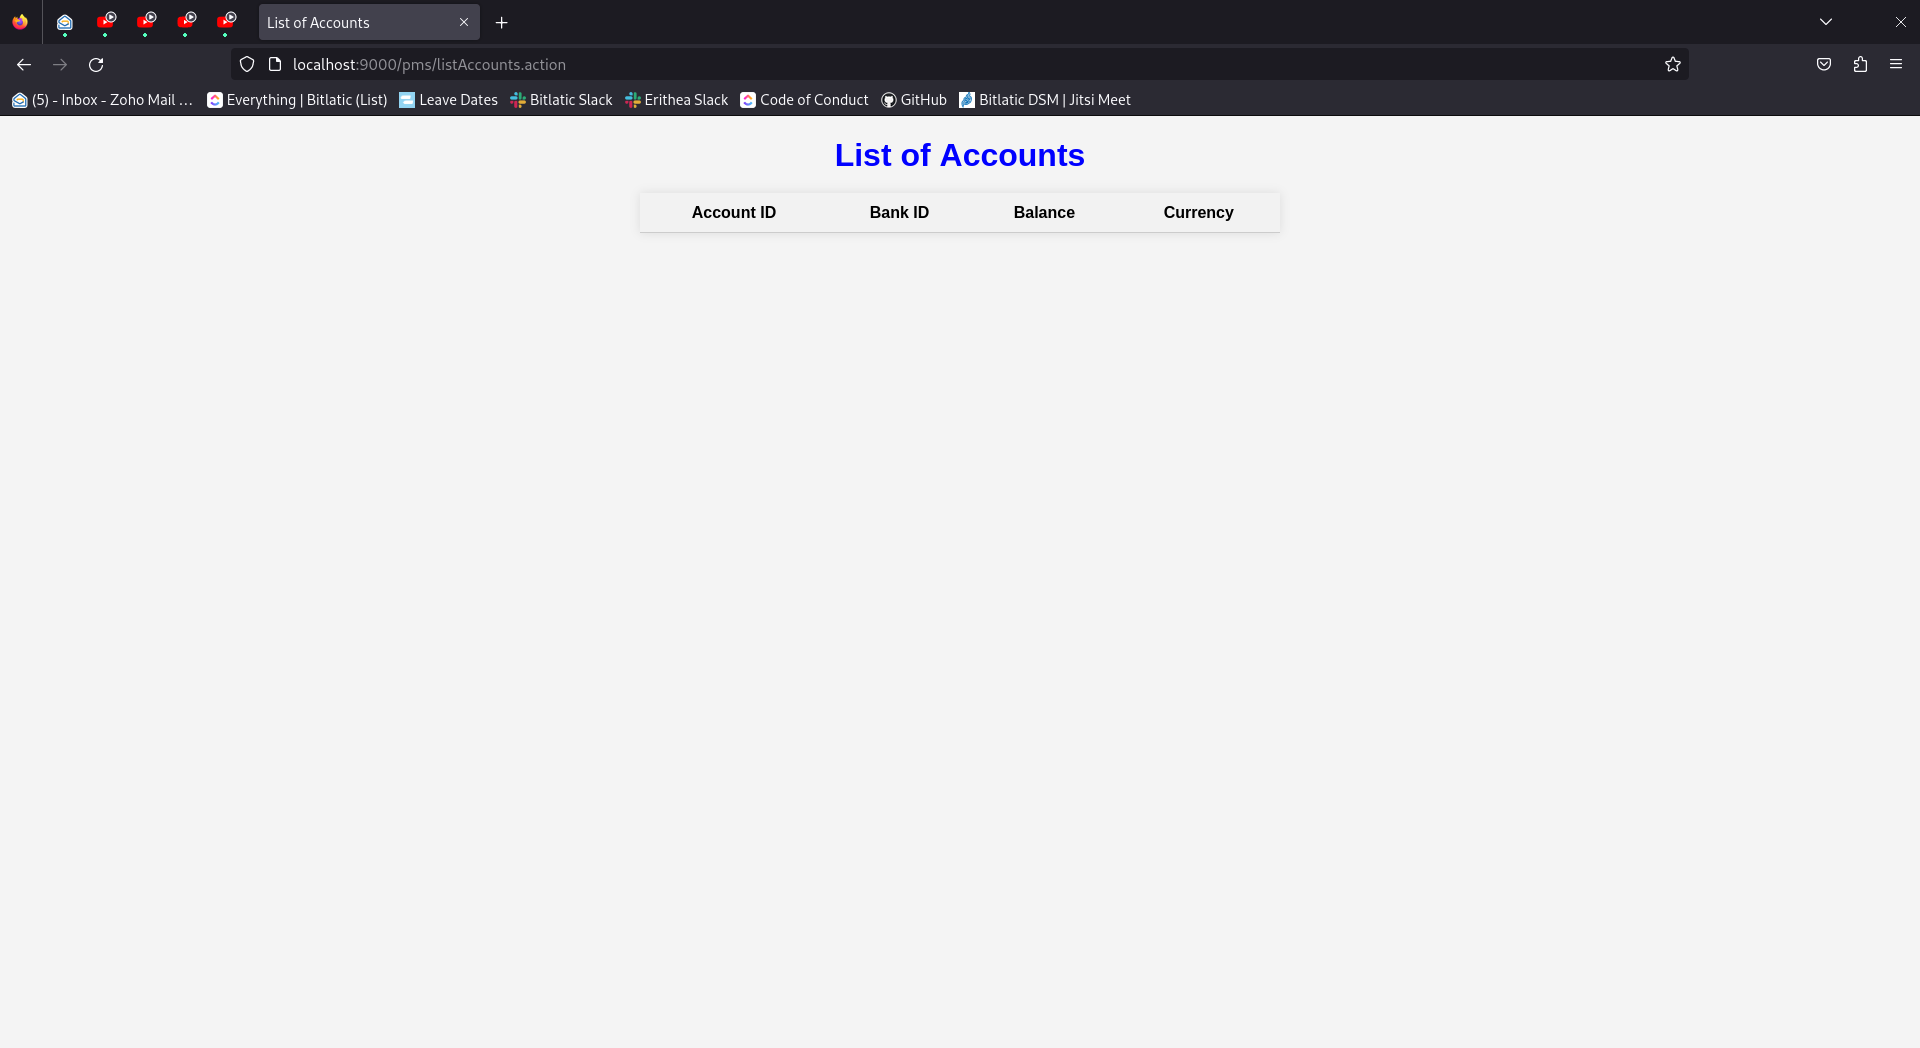 List of Accounts
localhost:9000/pms/listAccounts.action
(5) - Inbox - Zoho Mail … Everything | Bitlatic (List) Leave Dates Bitlatic Slack Erithea Slack Code of Conduct GitHub Bitlatic DSM | Jitsi Meet
List of Accounts
Account ID Bank ID Balance Currency